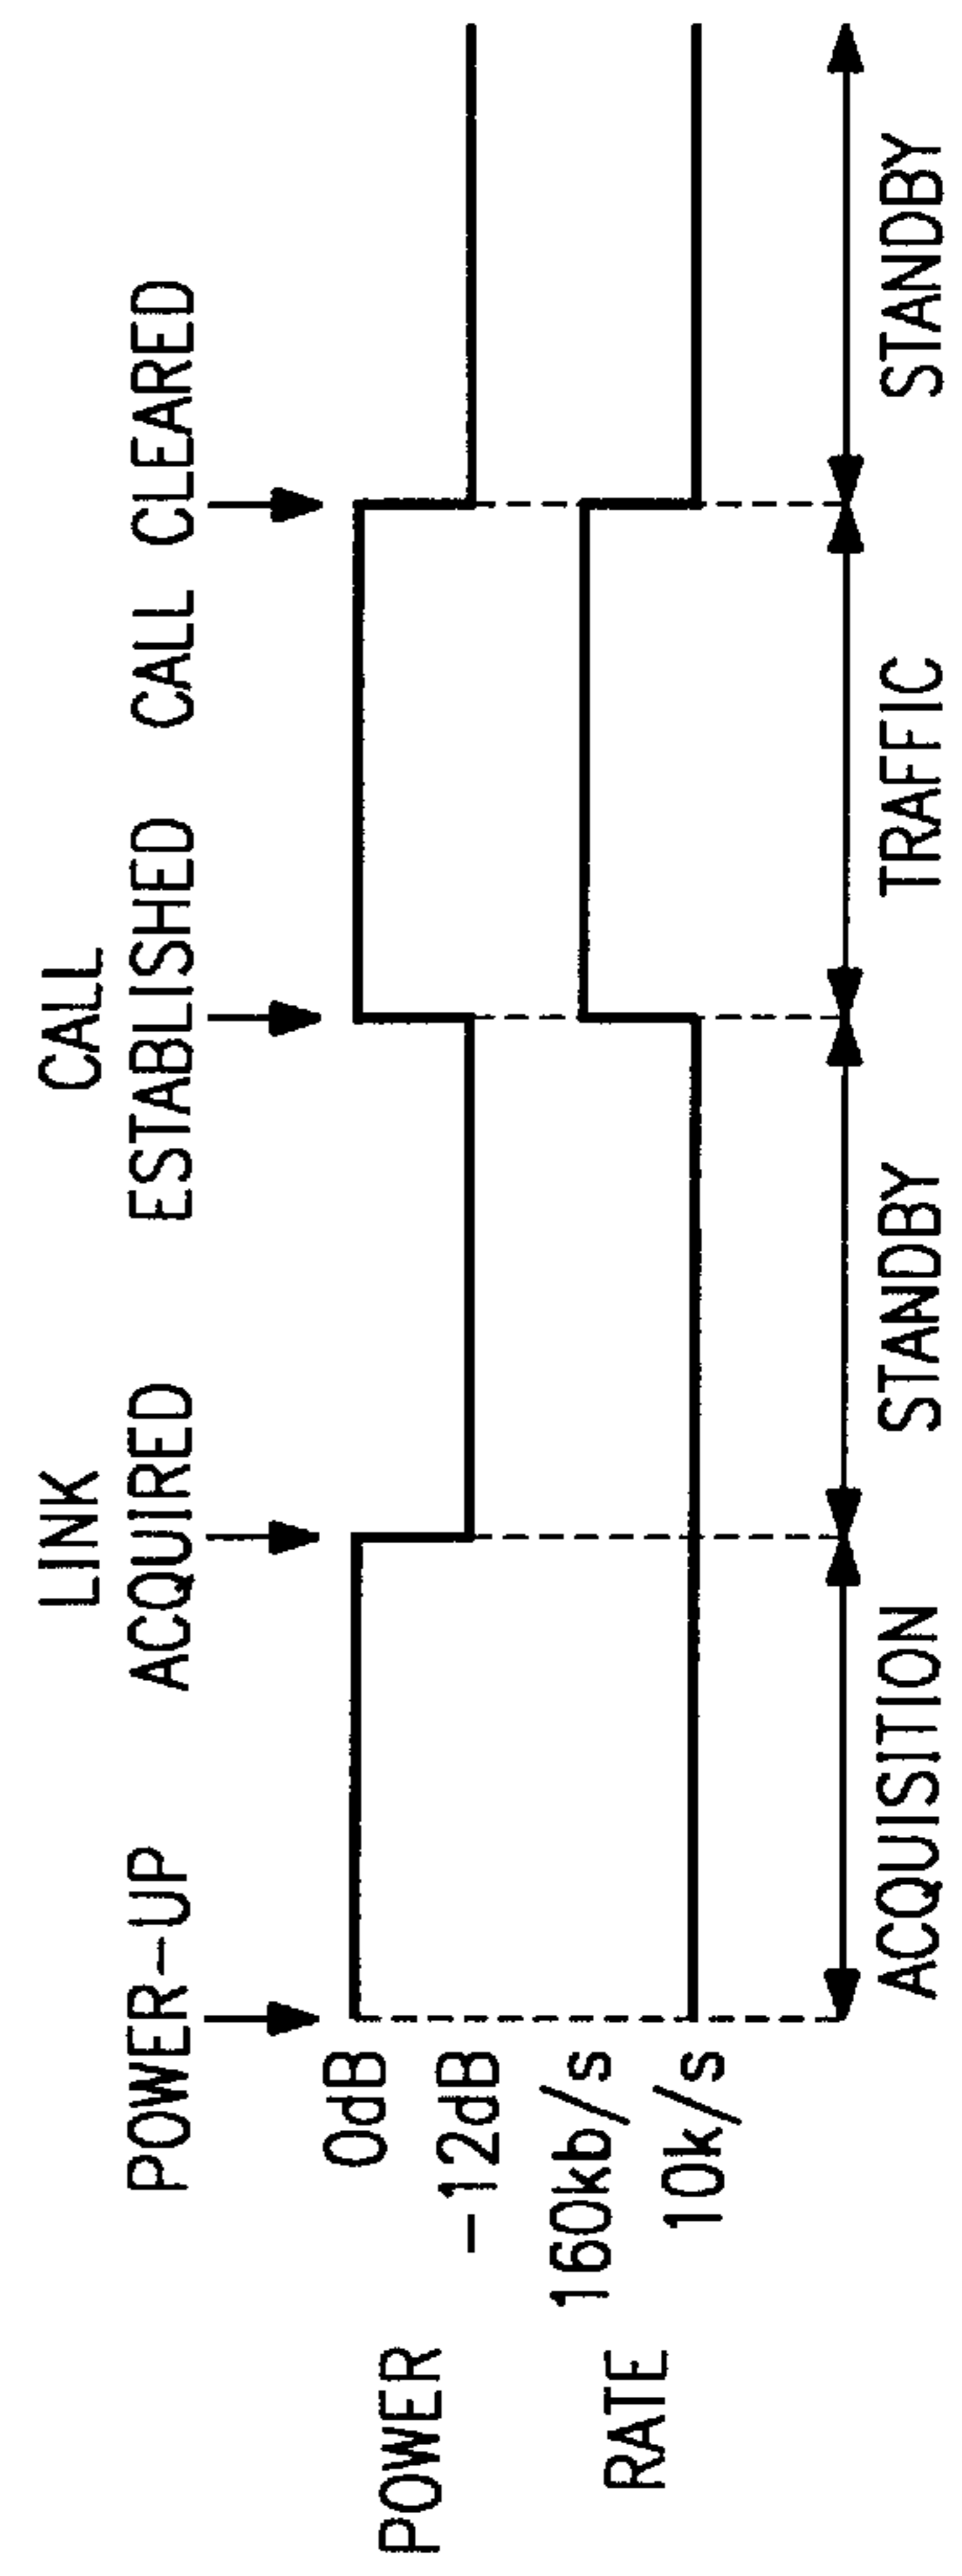 POWER-UP
LINK
ACQUIRED
CALL
ESTABLISHED
CALL CLEARED
POWER
0dB
-12dB
RATE
160kb/s
10k/s
ACQUISITION
STANDBY
TRAFFIC
STANDBY